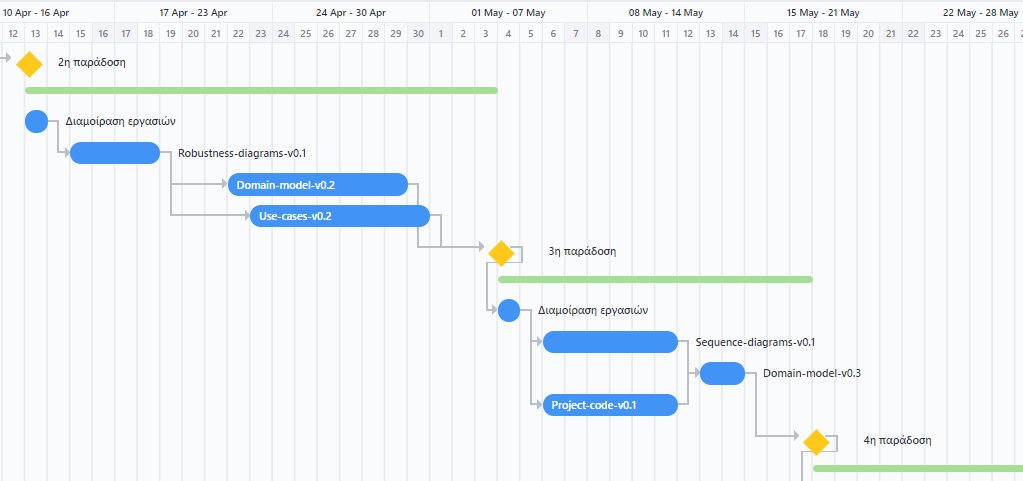 10 Apr - 16 Apr 17 Apr - 23 Apr 24 Apr - 30 Apr 01 May - 07 May 08 May - 14 May 15 May - 21 May 22 May - 28 May
12 13 14 15 16 17 18 19 20 21 22 23 24 25 26 27 28 29 30 1 2 3 4 5 6 7 8 9 10 11 12 13 14 15 16 17 18 19 20 21 22 23 24 25 26
2η παράδοση
Διαμοίραση εργασιών
Robustness-diagrams-v0.1
Domain-model-v0.2
Use-cases-v0.2
3η παράδοση
Διαμοίραση εργασιών
Sequence-diagrams-v0.1
Domain-model-v0.3
Project-code-v0.1
4η παράδοση